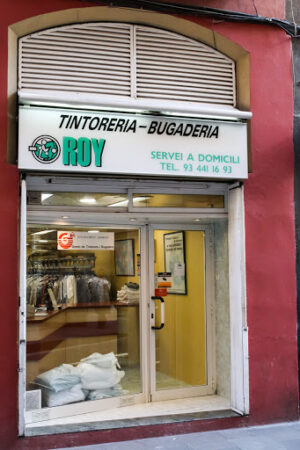 TINTORERIA-BUGADERIA
ROY
SERVEI A DOMICILI
TEL. 93 441 16 93